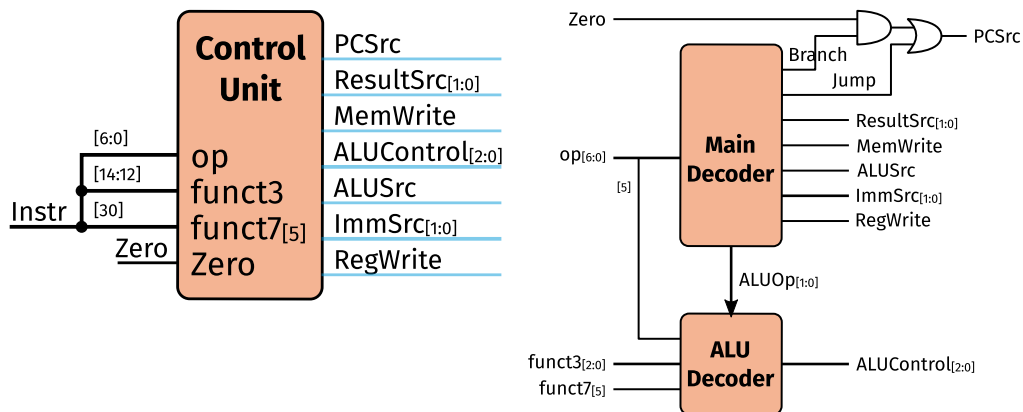 Control
Unit
PCSrc
ResultSrc[1:0]
MemWrite
[6:0]
op
ALUControl[2:0]
[14:12]
funct3
ALUSrc
Instr
[30]
funct7[5]
ImmSrc[1:0]
Zero
Zero
RegWrite
Zero
PCSrc
Branch
Jump
ResultSrc[1:0]
Main
Decoder
MemWrite
op[6:0]
ALUSrc
[5]
ImmSrc[1:0]
RegWrite
ALUOp[1:0]
ALU
Decoder
funct3[2:0]
ALUControl[2:0]
funct7[5]